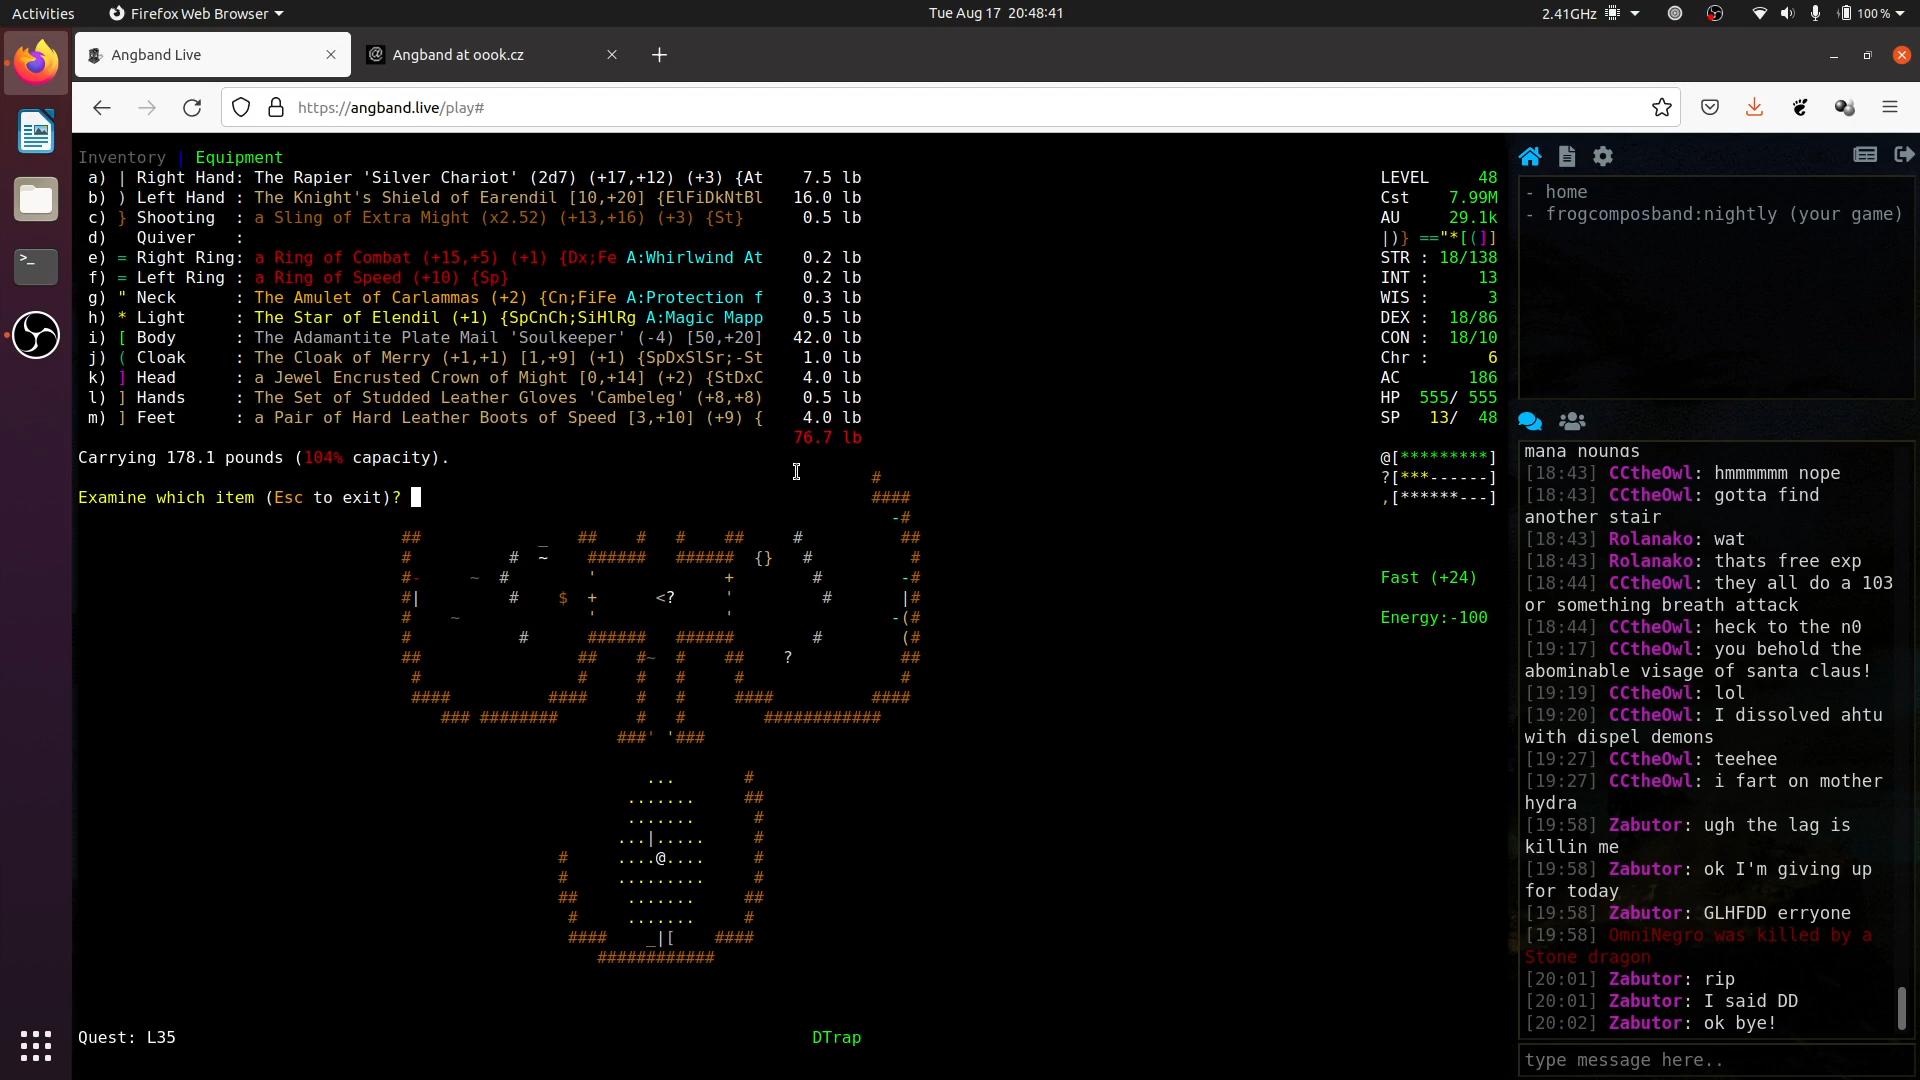 Activities Firefox Web Browser Tue Aug 17 20:48:41 2.41GHz 100 %
Angband Live Angband at oook.cz
https://angband.live/play#
Inventory | Equipment
a) | Right Hand: The Rapier 'Silver Chariot' (2d7) (+17,+12) (+3) {At 7.5 lb
b) ) Left Hand : The Knight's Shield of Earendil [10,+20] {ElFiDkNtBl 16.0 lb
c) } Shooting : a Sling of Extra Might (x2.52) (+13,+16) (+3) {St} 0.5 lb
d) Quiver :
e) = Right Ring: a Ring of Combat (+15,+5) (+1) {Dx;Fe A:Whirlwind At 0.2 lb
f) = Left Ring : a Ring of Speed (+10) {Sp} 0.2 lb
g) " Neck : The Amulet of Carlammas (+2) {Cn;FiFe A:Protection f 0.3 lb
h) * Light : The Star of Elendil (+1) {SpCnCh;SiHlRg A:Magic Mapp 0.5 lb
i) [ Body : The Adamantite Plate Mail 'Soulkeeper' (-4) [50,+20] 42.0 lb
j) ( Cloak : The Cloak of Merry (+1,+1) [1,+9] (+1) {SpDxSlSr;-St 1.0 lb
k) ] Head : a Jewel Encrusted Crown of Might [0,+14] (+2) {StDxC 4.0 lb
l) ] Hands : The Set of Studded Leather Gloves 'Cambeleg' (+8,+8) 0.5 lb
m) ] Feet : a Pair of Hard Leather Boots of Speed [3,+10] (+9) { 4.0 lb
76.7 lb
Carrying 178.1 pounds (104% capacity).
Examine which item (Esc to exit)?
#
####
-#
## _ ## # # ## # ##
# # ~ ###### ###### {} # #
#- ~ # ' + # -#
#| # $ + <? ' # |#
# ~ ' ' -(#
# # ###### ###### # (#
## ## #~ # ## ? ##
# # # # # #
#### #### # # #### ####
### ######## # # ############
###' '###
... #
....... ##
....... #
...|..... #
# ....@.... #
# ......... #
## ....... ##
# ....... #
#### _|[ ####
############
Quest: L35 DTrap
LEVEL 48
Cst 7.99M
AU 29.1k
|)} =="*[(]]
STR : 18/138
INT : 13
WIS : 3
DEX : 18/86
CON : 18/10
Chr : 6
AC 186
HP 555/ 555
SP 13/ 48
@[*********]
?[***------]
,[******---]
Fast (+24)
Energy:-100
- home
- frogcomposband:nightly (your game)
mana hounds
[18:43] CCtheOwl: hmmmmmm nope
[18:43] CCtheOwl: gotta find
another stair
[18:43] Rolanako: wat
[18:43] Rolanako: thats free exp
[18:44] CCtheOwl: they all do a 103
or something breath attack
[18:44] CCtheOwl: heck to the n0
[19:17] CCtheOwl: you behold the
abominable visage of santa claus!
[19:19] CCtheOwl: lol
[19:20] CCtheOwl: I dissolved ahtu
with dispel demons
[19:27] CCtheOwl: teehee
[19:27] CCtheOwl: i fart on mother
hydra
[19:58] Zabutor: ugh the lag is
killin me
[19:58] Zabutor: ok I'm giving up
for today
[19:58] Zabutor: GLHFDD erryone
[19:58] OmniNegro was killed by a
Stone dragon
[20:01] Zabutor: rip
[20:01] Zabutor: I said DD
[20:02] Zabutor: ok bye!
type message here..